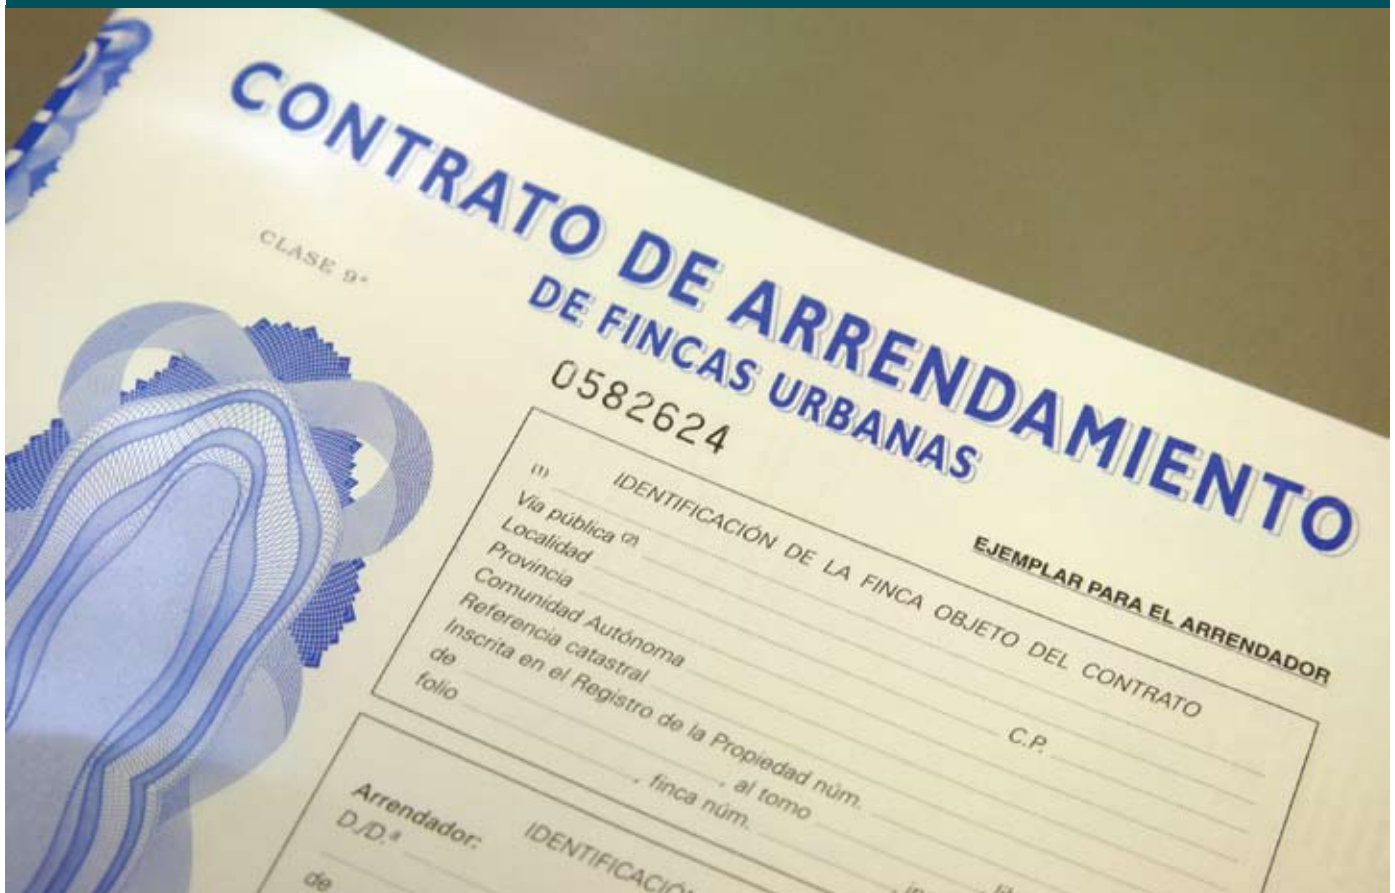 CONTRATO DE ARRENDAMIENTO
DE FINCAS URBANAS
CLASE 9ª
0582624
EJEMPLAR PARA EL ARRENDADOR
IDENTIFICACIÓN DE LA FINCA OBJETO DEL CONTRATO
(1)
Vía pública (2)
Localidad C.P.
Provincia
Comunidad Autónoma
Referencia catastral
Inscrita en el Registro de la Propiedad núm.
de , al tomo
folio , finca núm.
IDENTIFICACIÓN
Arrendador:
D./D.ª
de